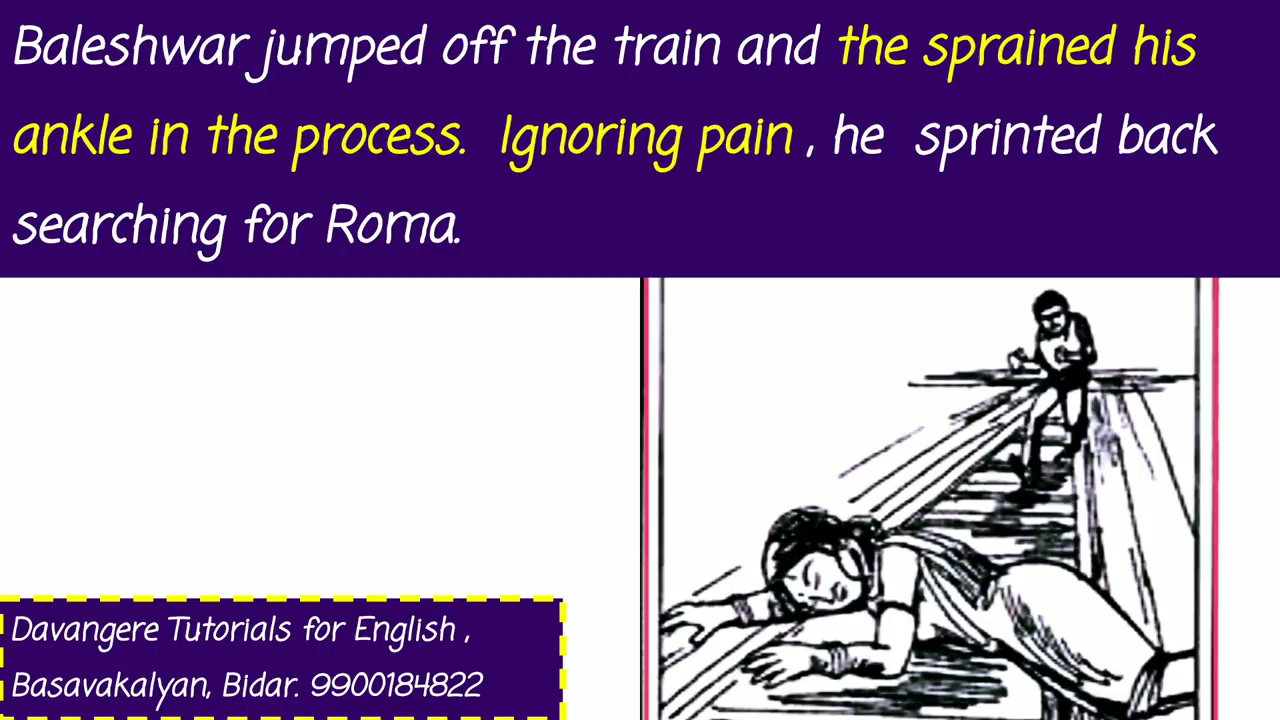 Baleshwar jumped off the train and the sprained his
ankle in the process. Ignoring pain , he sprinted back
searching for Roma.
Davangere Tutorials for English ,
Basavakalyan, Bidar. 9900184822